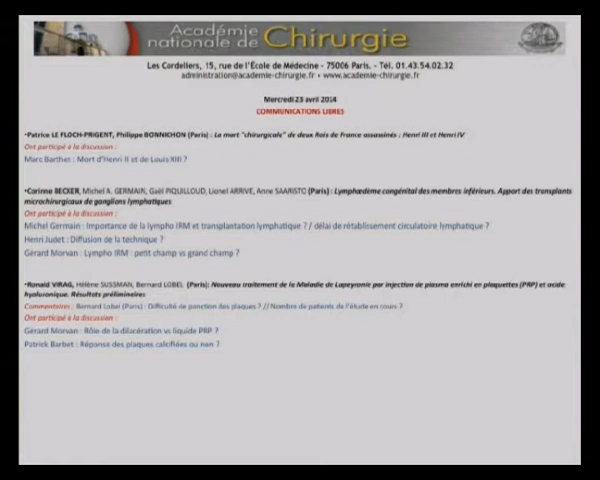 Académie
nationale de Chirurgie
Les Cordeliers, 15, rue de l'École de Médecine - 75006 Paris. - Tél. 01.43.54.02.32
administration@academie-chirurgie.fr • www.academie-chirurgie.fr
Mercredi 23 avril 2014
COMMUNICATIONS LIBRES
•Patrice LE FLOCH-PRIGENT, Philippe BONNICHON (Paris) : La mort "chirurgicale" de deux Rois de France assassinés : Henri III et Henri IV
Ont participé à la discussion :
Marc Barthet : Mort d'Henri II et de Louis XIII ?
•Corinne BECKER, Michel A. GERMAIN, Gaël PIQUILLOUD, Lionel ARRIVE, Anne SAARISTO (Paris) : Lymphœdème congénital des membres inférieurs. Apport des transplants
microchirurgicaux de ganglions lymphatiques
Ont participé à la discussion :
Michel Germain : Importance de la lympho IRM et transplantation lymphatique ? / délai de rétablissement circulatoire lymphatique ?
Henri Judet : Diffusion de la technique ?
Gérard Morvan : Lympho IRM : petit champ vs grand champ ?
•Ronald VIRAG, Hélène SUSSMAN, Bernard LOBEL (Paris): Nouveau traitement de la Maladie de Lapeyronie par injection de plasma enrichi en plaquettes (PRP) et acide
hyaluronique. Résultats préliminaires
Commentaires : Bernard Lobel (Paris) : Difficulté de ponction des plaques ? // Nombre de patients de l'étude en cours ?
Ont participé à la discussion :
Gérard Morvan : Rôle de la dilacération vs liquide PRP ?
Patrick Barbet : Réponse des plaques calcifiées ou non ?